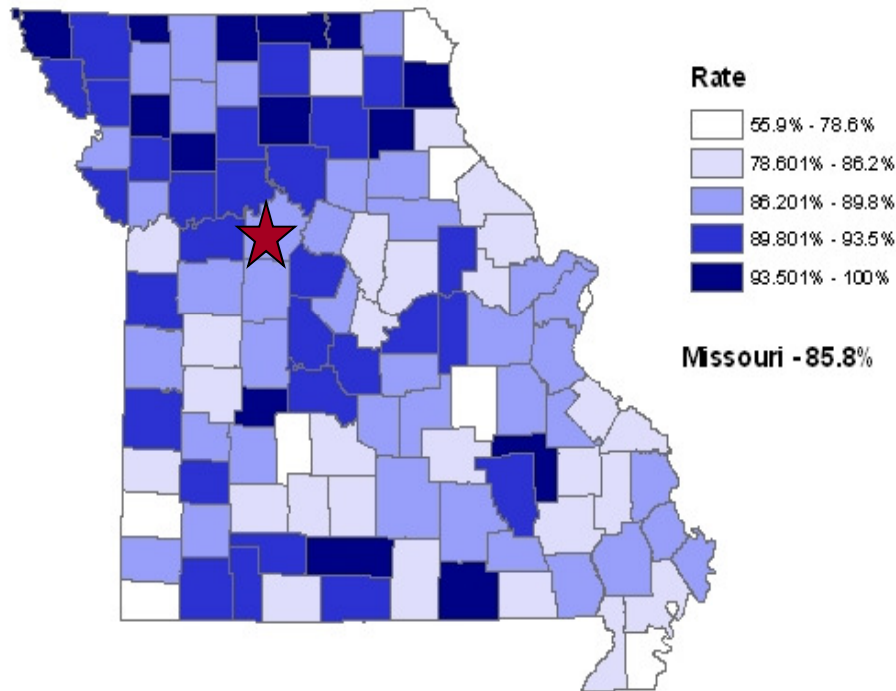 Rate
55.9% - 78.6%
78.601% - 86.2%
86.201% - 89.8%
89.801% - 93.5%
93.501% - 100%
Missouri - 85.8%